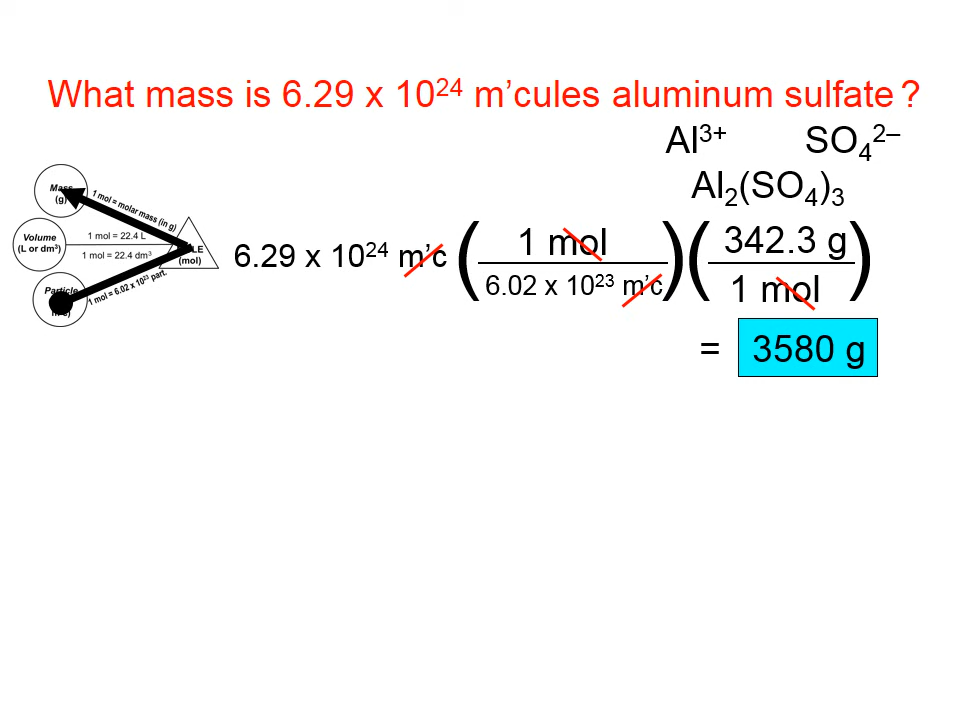 What mass is 6.29 x 10²⁴ m’cules aluminum sulfate ?
Al³⁺ SO₄²⁻
Al₂(SO₄)₃
Mass
(g)
1 mol = molar mass (in g)
Volume
(L or dm³)
1 mol = 22.4 L
1 mol = 22.4 dm³
(mol)
Particle
1 mol = 6.02 x 10²³ part.
6.29 x 10²⁴ m’c ( 1 mol ) ( 342.3 g )
6.02 x 10²³ m’c 1 mol
= 3580 g